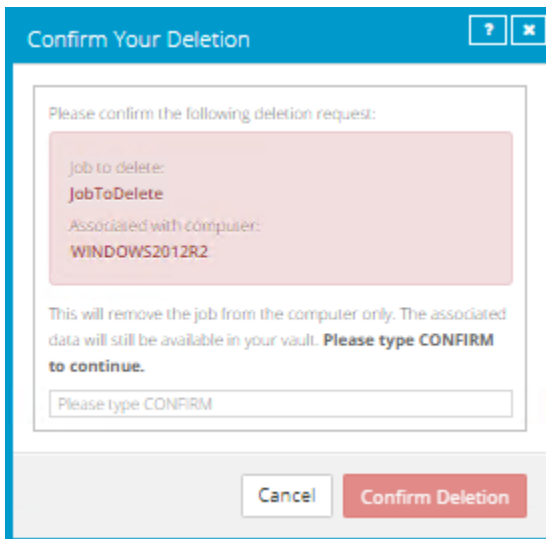 Confirm Your Deletion
?
Please confirm the following deletion request:
Job to delete:
JobToDelete
Associated with computer:
WINDOWS2012R2
This will remove the job from the computer only. The associated
data will still be available in your vault. Please type CONFIRM
to continue.
Please type CONFIRM
Cancel
Confirm Deletion